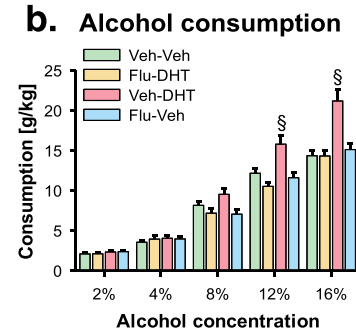 b. Alcohol consumption
Veh-Veh
Flu-DHT
Veh-DHT
Flu-Veh
Consumption [g/kg]
25
20
15
10
5
0
§
§
2% 4% 8% 12% 16%
Alcohol concentration